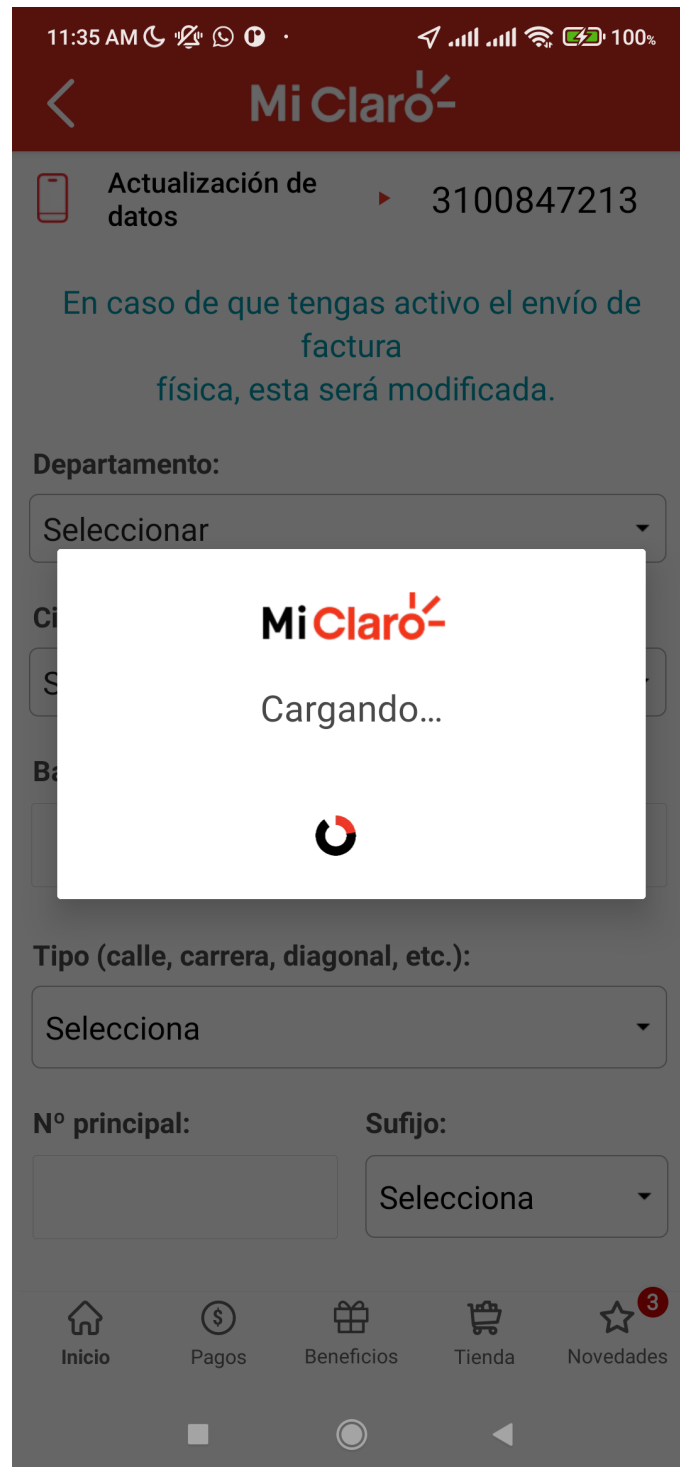 11:35 AM 100%
Mi Claro
Actualización de
datos
3100847213
En caso de que tengas activo el envío de
factura
física, esta será modificada.
Departamento:
Seleccionar
Ci
Mi Claro
S
Cargando...
Ba
Tipo (calle, carrera, diagonal, etc.):
Selecciona
Nº principal: Sufijo:
Selecciona
3
Inicio Pagos Beneficios Tienda Novedades